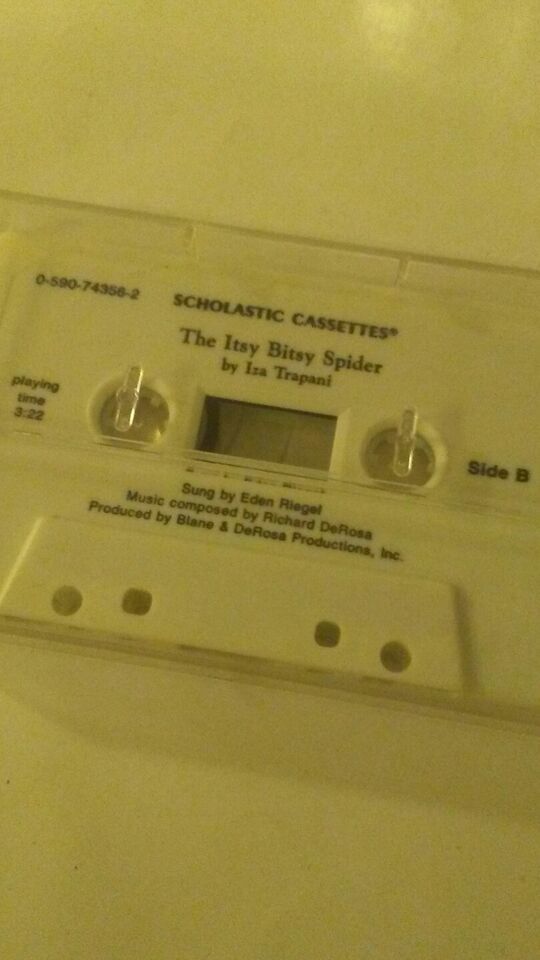 0-590-74356-2
SCHOLASTIC CASSETTES®
The Itsy Bitsy Spider
by Iza Trapani
playing
time
3:22
Side B
Sung by Eden Riegel
Music composed by Richard DeRosa
Produced by Blane & DeRosa Productions, Inc.